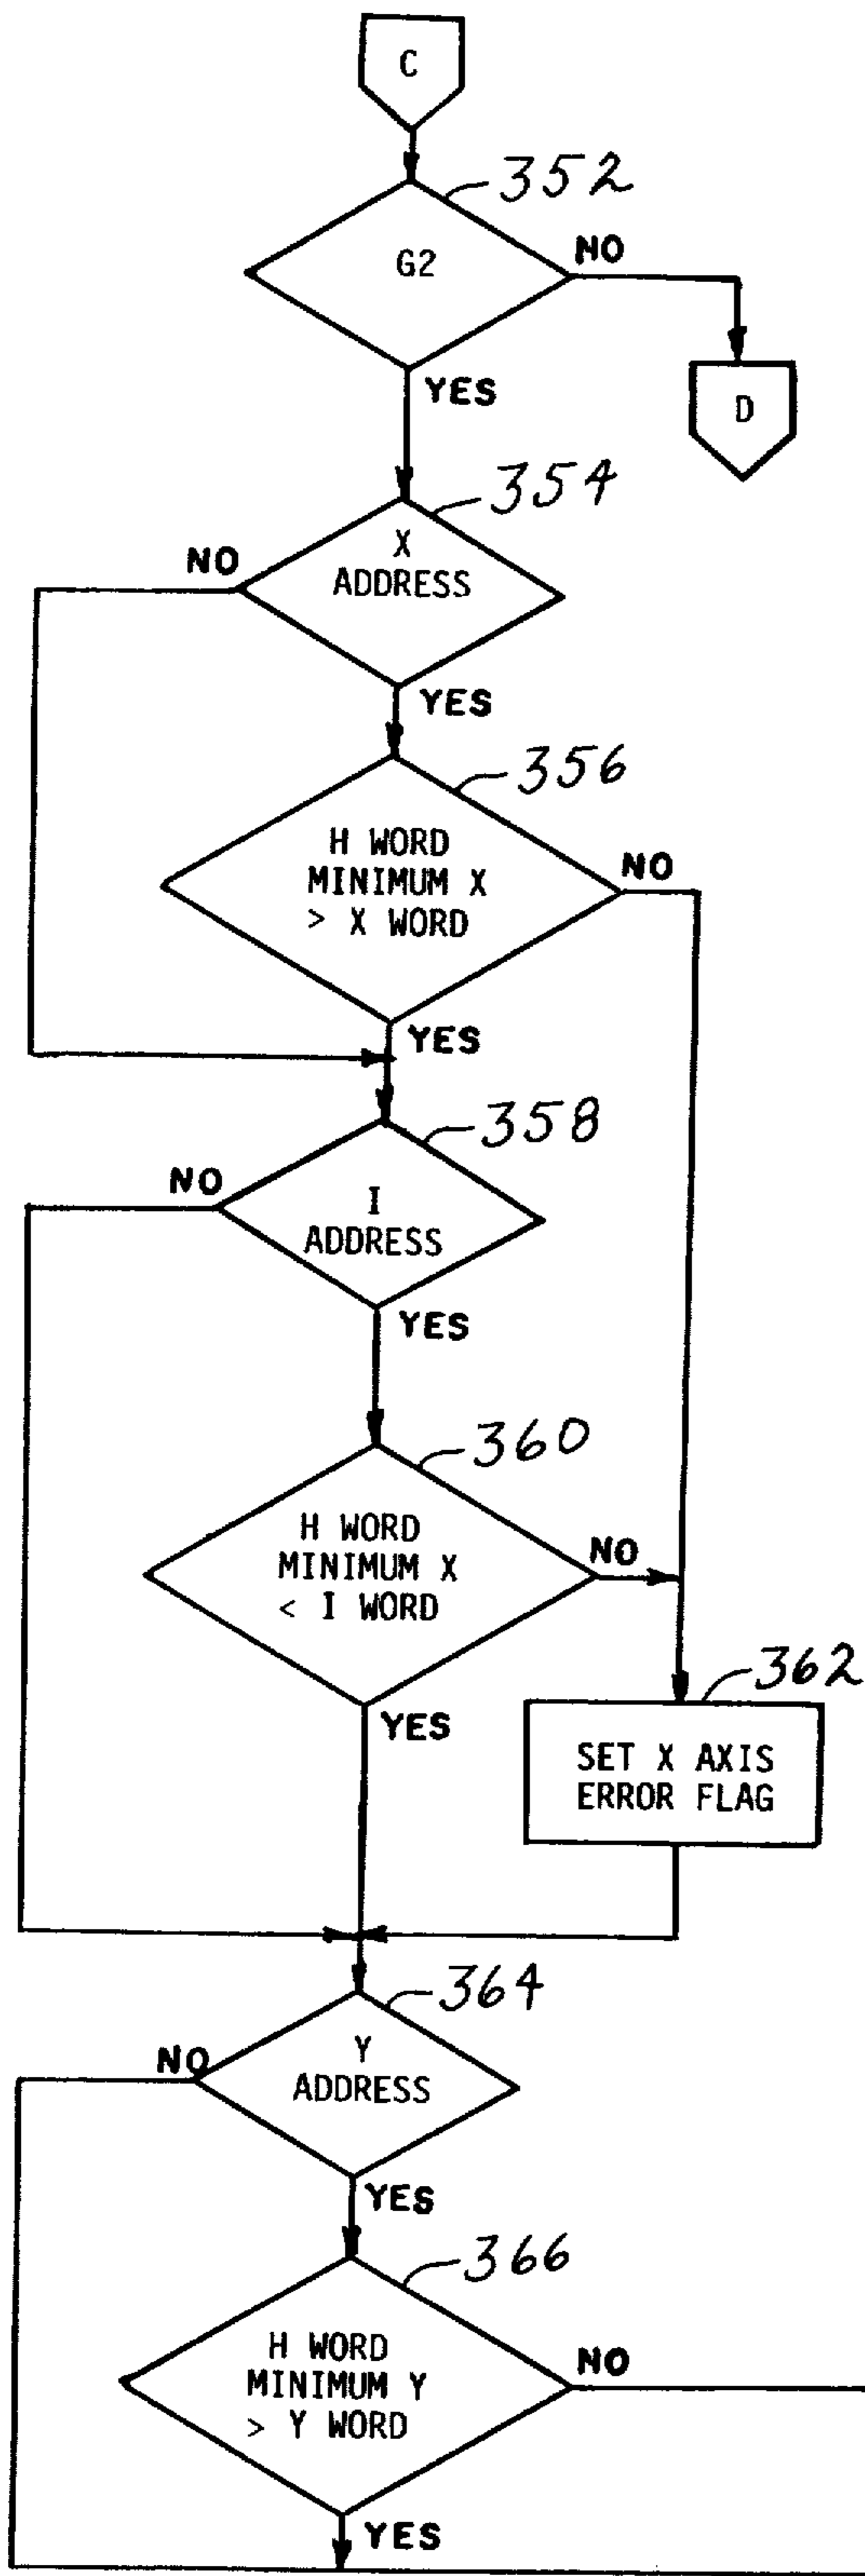 C
352
G2
NO
YES
D
354
X
ADDRESS
NO
YES
356
H WORD
MINIMUM X
> X WORD
NO
YES
358
I
ADDRESS
NO
YES
360
H WORD
MINIMUM X
< I WORD
NO
YES
362
SET X AXIS
ERROR FLAG
364
Y
ADDRESS
NO
YES
366
H WORD
MINIMUM Y
> Y WORD
NO
YES